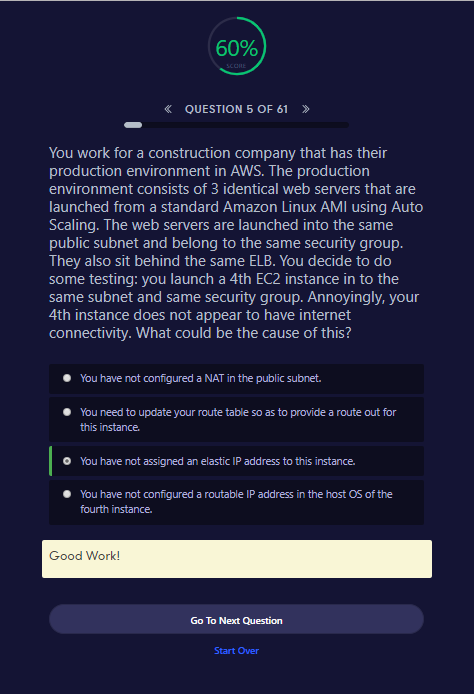 60%
SCORE
« QUESTION 5 OF 61 »
You work for a construction company that has their
production environment in AWS. The production
environment consists of 3 identical web servers that are
launched from a standard Amazon Linux AMI using Auto
Scaling. The web servers are launched into the same
public subnet and belong to the same security group.
They also sit behind the same ELB. You decide to do
some testing: you launch a 4th EC2 instance in to the
same subnet and same security group. Annoyingly, your
4th instance does not appear to have internet
connectivity. What could be the cause of this?
You have not configured a NAT in the public subnet.
You need to update your route table so as to provide a route out for
this instance.
You have not assigned an elastic IP address to this instance.
You have not configured a routable IP address in the host OS of the
fourth instance.
Good Work!
Go To Next Question
Start Over